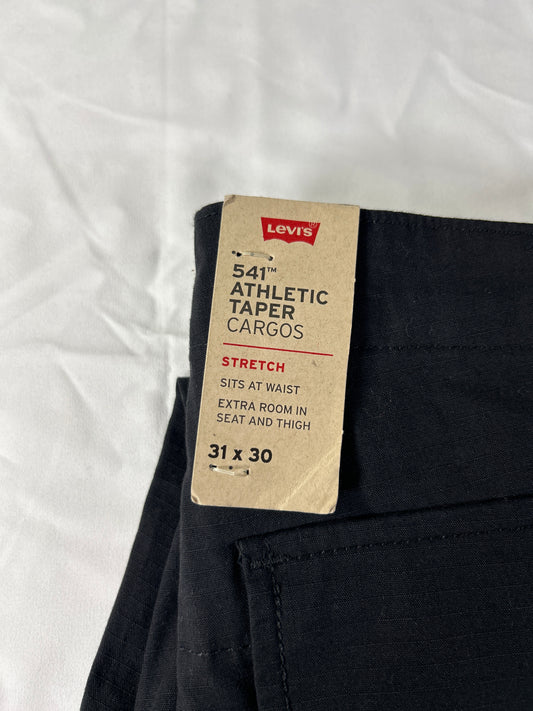 Levi's®
541™
ATHLETIC
TAPER
CARGOS
STRETCH
SITS AT WAIST
EXTRA ROOM IN
SEAT AND THIGH
31 x 30